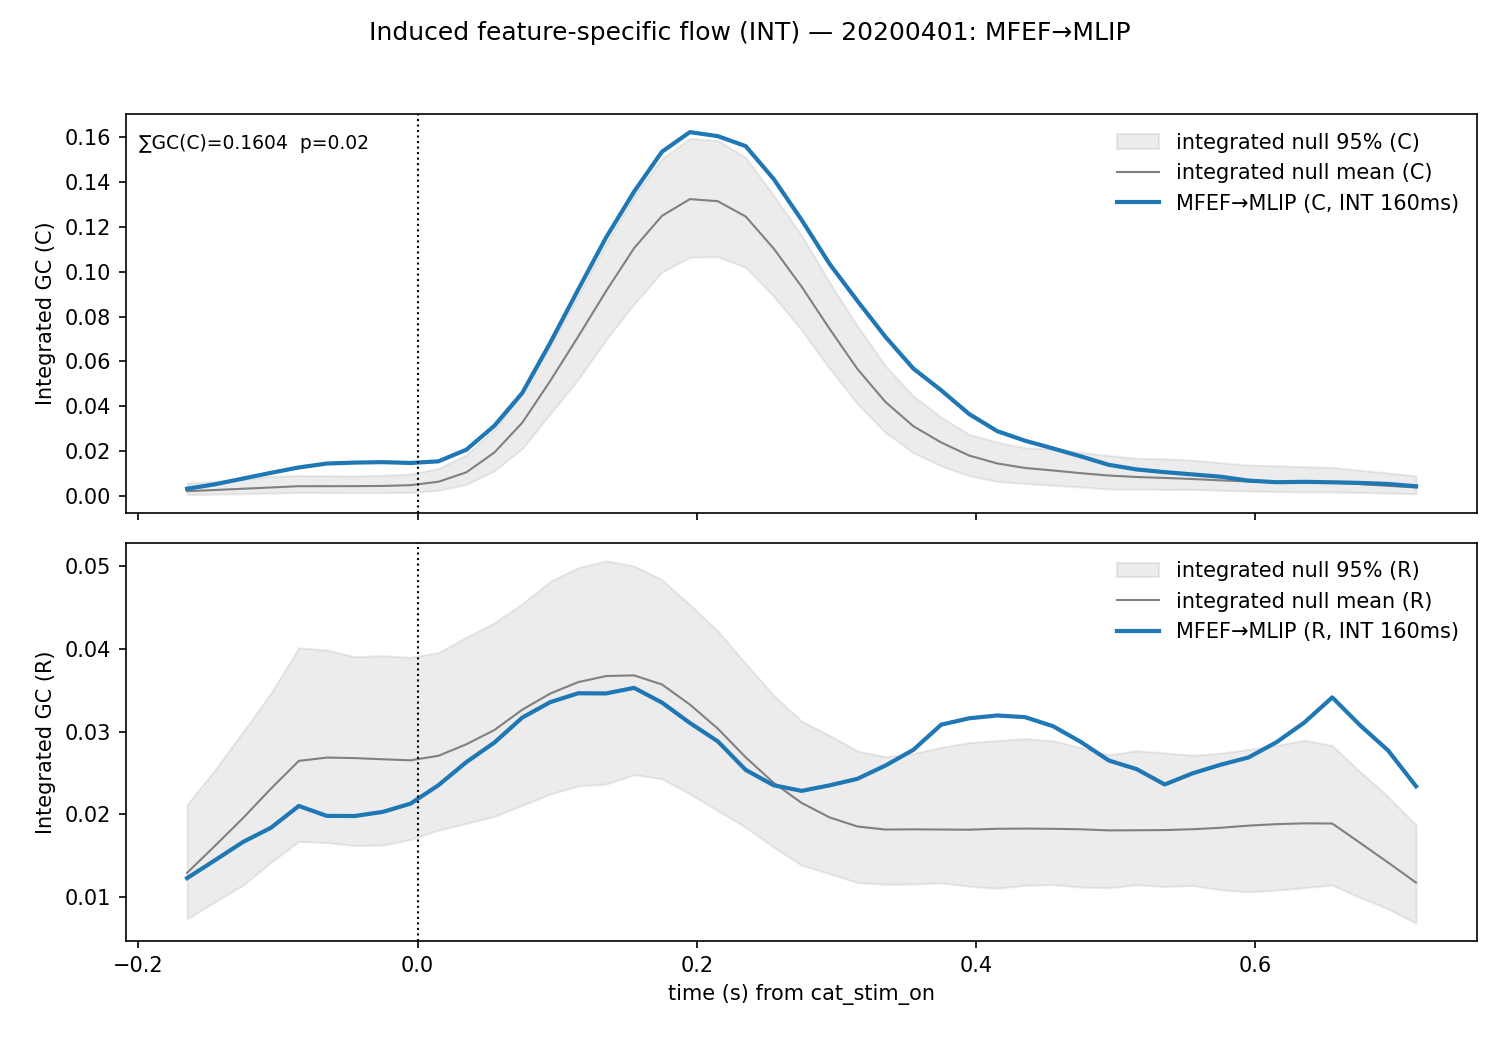 Induced feature-specific flow (INT) — 20200401: MFEF→MLIP
∑GC(C)=0.1604  p=0.02
integrated null 95% (C)
integrated null mean (C)
MFEF→MLIP (C, INT 160ms)
Integrated GC (C)
0.16
0.14
0.12
0.10
0.08
0.06
0.04
0.02
0.00
integrated null 95% (R)
integrated null mean (R)
MFEF→MLIP (R, INT 160ms)
Integrated GC (R)
0.05
0.04
0.03
0.02
0.01
−0.2 0.0 0.2 0.4 0.6
time (s) from cat_stim_on